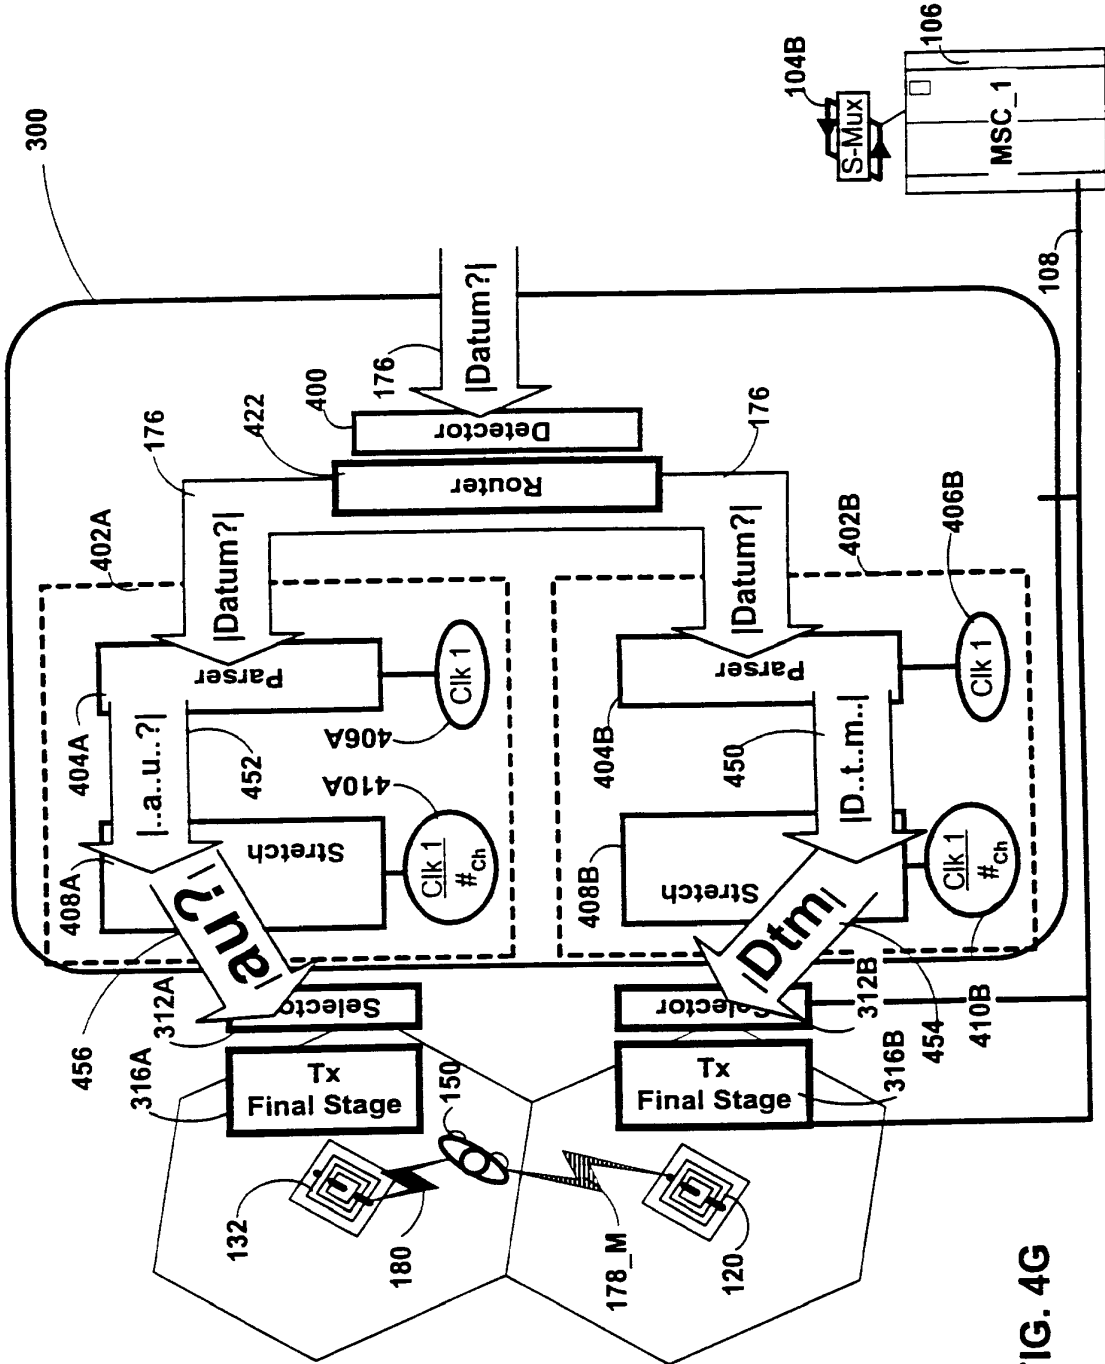 300
104B
S-Mux
106
MSC_1
108
176
|Datum?|
400
Detector
422
Router
176
|Datum?|
176
|Datum?|
402A
402B
404A
Parser
Clk 1
406A
|..a..u..?|
452
408A
Stretch
410A
Clk 1
#Ch
|au?|
456
404B
Parser
Clk 1
406B
|D..t..m..|
450
408B
Stretch
Clk 1
#Ch
410B
|Dtm|
454
312A
Selecto
316A
Tx
Final Stage
312B
Selector
316B
Tx
Final Stage
150
132
180
178_M
120
FIG. 4G